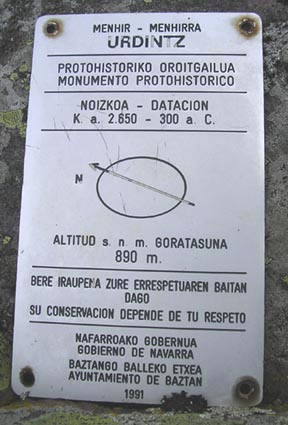 MENHIR - MENHIRRA
URDINTZ
PROTOHISTORIKO OROITGAILUA
MONUMENTO PROTOHISTORICO
NOIZKOA - DATACION
K. a. 2.650 - 300 a. C.
N
ALTITUD s. n. m. GORATASUNA
890 m.
BERE IRAUPENA ZURE ERRESPETUAREN BAITAN
DAGO
SU CONSERVACION DEPENDE DE TU RESPETO
NAFARROAKO GOBERNUA
GOBIERNO DE NAVARRA
BAZTANGO BALLEKO ETXEA
AYUNTAMIENTO DE BAZTAN
1991